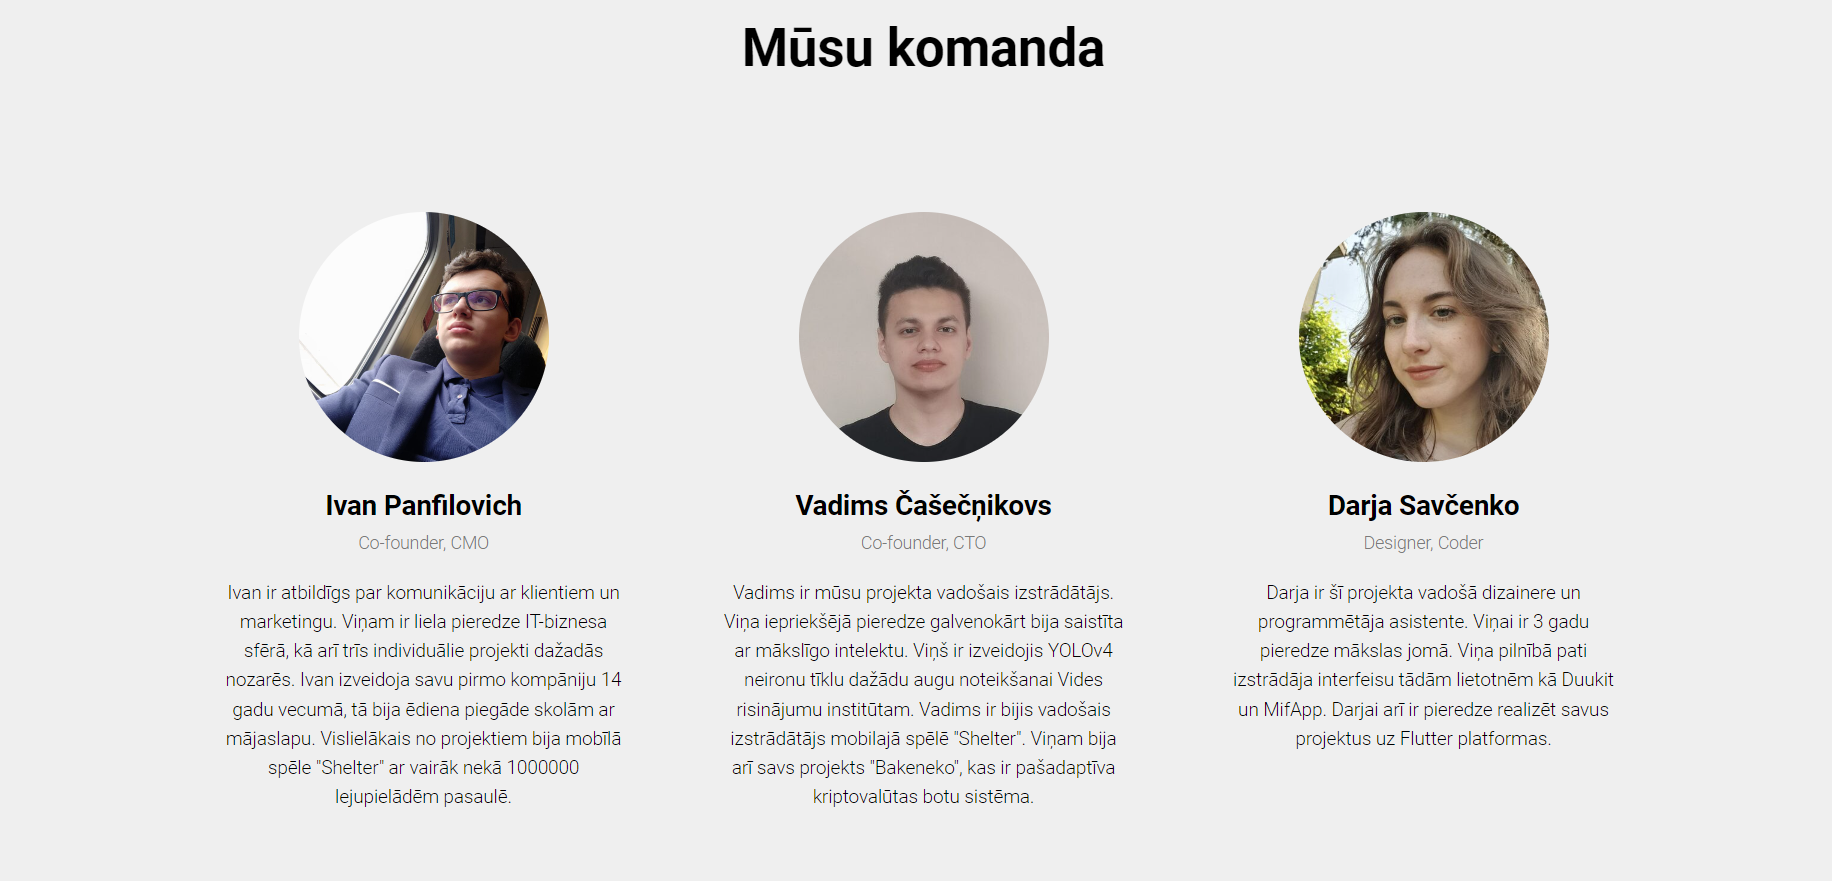 Mūsu komanda
Ivan Panfilovich
Co-founder, CMO
Ivan ir atbildīgs par komunikāciju ar klientiem un
marketingu. Viņam ir liela pieredze IT-biznesa
sfērā, kā arī trīs individuālie projekti dažadās
nozarēs. Ivan izveidoja savu pirmo kompāniju 14
gadu vecumā, tā bija ēdiena piegāde skolām ar
mājaslapu. Vislielākais no projektiem bija mobīlā
spēle "Shelter" ar vairāk nekā 1000000
lejupielādēm pasaulē.
Vadims Čašečņikovs
Co-founder, CTO
Vadims ir mūsu projekta vadošais izstrādātājs.
Viņa iepriekšējā pieredze galvenokārt bija saistīta
ar mākslīgo intelektu. Viņš ir izveidojis YOLOv4
neironu tīklu dažādu augu noteikšanai Vides
risinājumu institūtam. Vadims ir bijis vadošais
izstrādātājs mobilajā spēlē "Shelter". Viņam bija
arī savs projekts "Bakeneko", kas ir pašadaptīva
kriptovalūtas botu sistēma.
Darja Savčenko
Designer, Coder
Darja ir šī projekta vadošā dizainere un
programmētāja asistente. Viņai ir 3 gadu
pieredze mākslas jomā. Viņa pilnībā pati
izstrādāja interfeisu tādām lietotnēm kā Duukit
un MifApp. Darjai arī ir pieredze realizēt savus
projektus uz Flutter platformas.